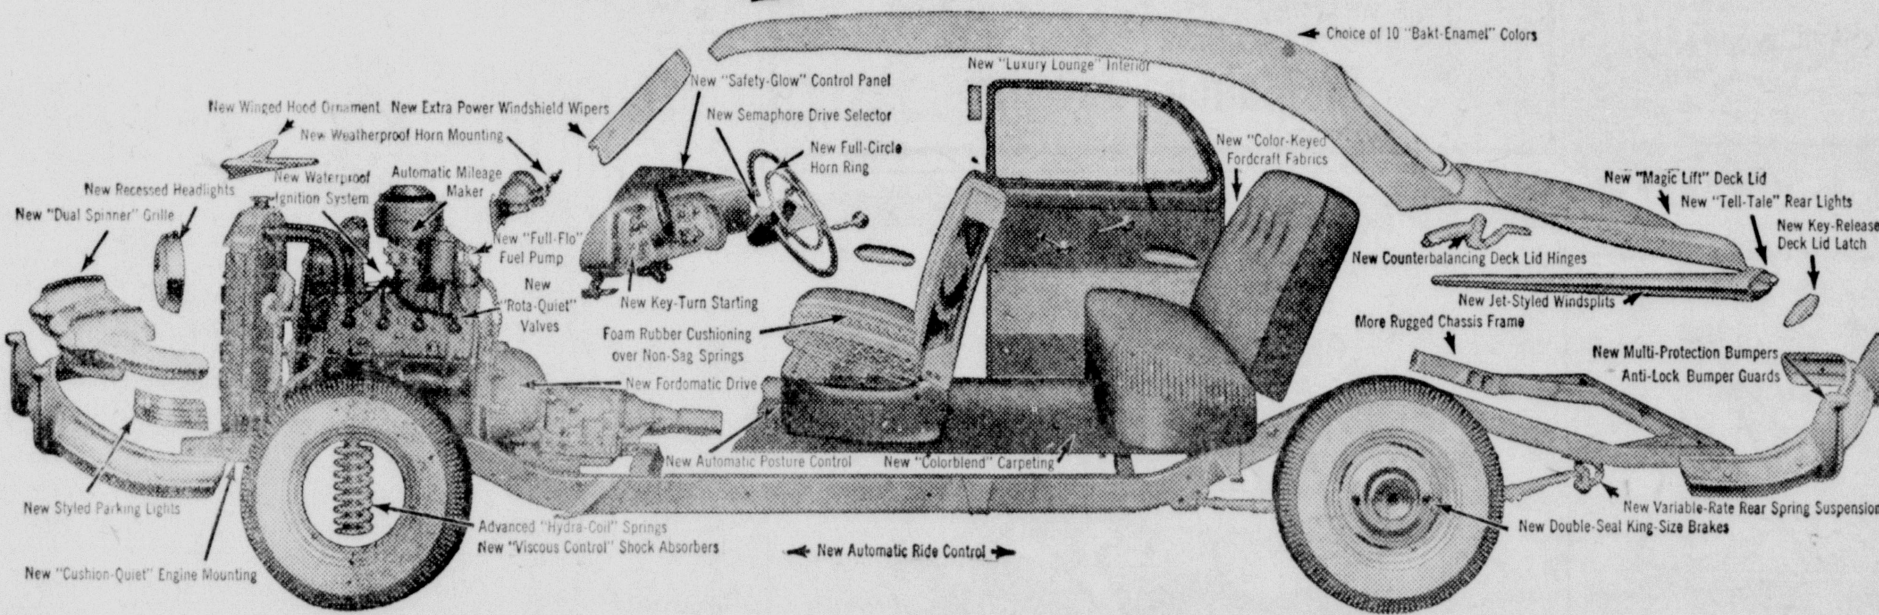 Choice of 10 "Bakt-Enamel" Colors
New "Luxury Lounge" Interior
New "Safety-Glow" Control Panel
New Winged Hood Ornament
New Extra Power Windshield Wipers
New Semaphore Drive Selector
New Weatherproof Horn Mounting
New Full-Circle
Horn Ring
New "Color-Keyed"
Fordcraft Fabrics
New Waterproof
Ignition System
Automatic Mileage
Maker
New Recessed Headlights
New "Dual Spinner" Grille
New "Magic Lift" Deck Lid
New "Tell-Tale" Rear Lights
New Key-Release
Deck Lid Latch
New "Full-Flo"
Fuel Pump
New Counterbalancing Deck Lid Hinges
New
"Rota-Quiet"
Valves
New Key-Turn Starting
New Jet-Styled Windsplits
More Rugged Chassis Frame
Foam Rubber Cushioning
over Non-Sag Springs
New Multi-Protection Bumpers
Anti-Lock Bumper Guards
New Fordomatic Drive
New Automatic Posture Control
New "Colorblend" Carpeting
New Styled Parking Lights
New Variable-Rate Rear Spring Suspension
Advanced "Hydra-Coil" Springs
New "Viscous Control" Shock Absorbers
New Double-Seal King-Size Brakes
New Automatic Ride Control
New "Cushion-Quiet" Engine Mounting